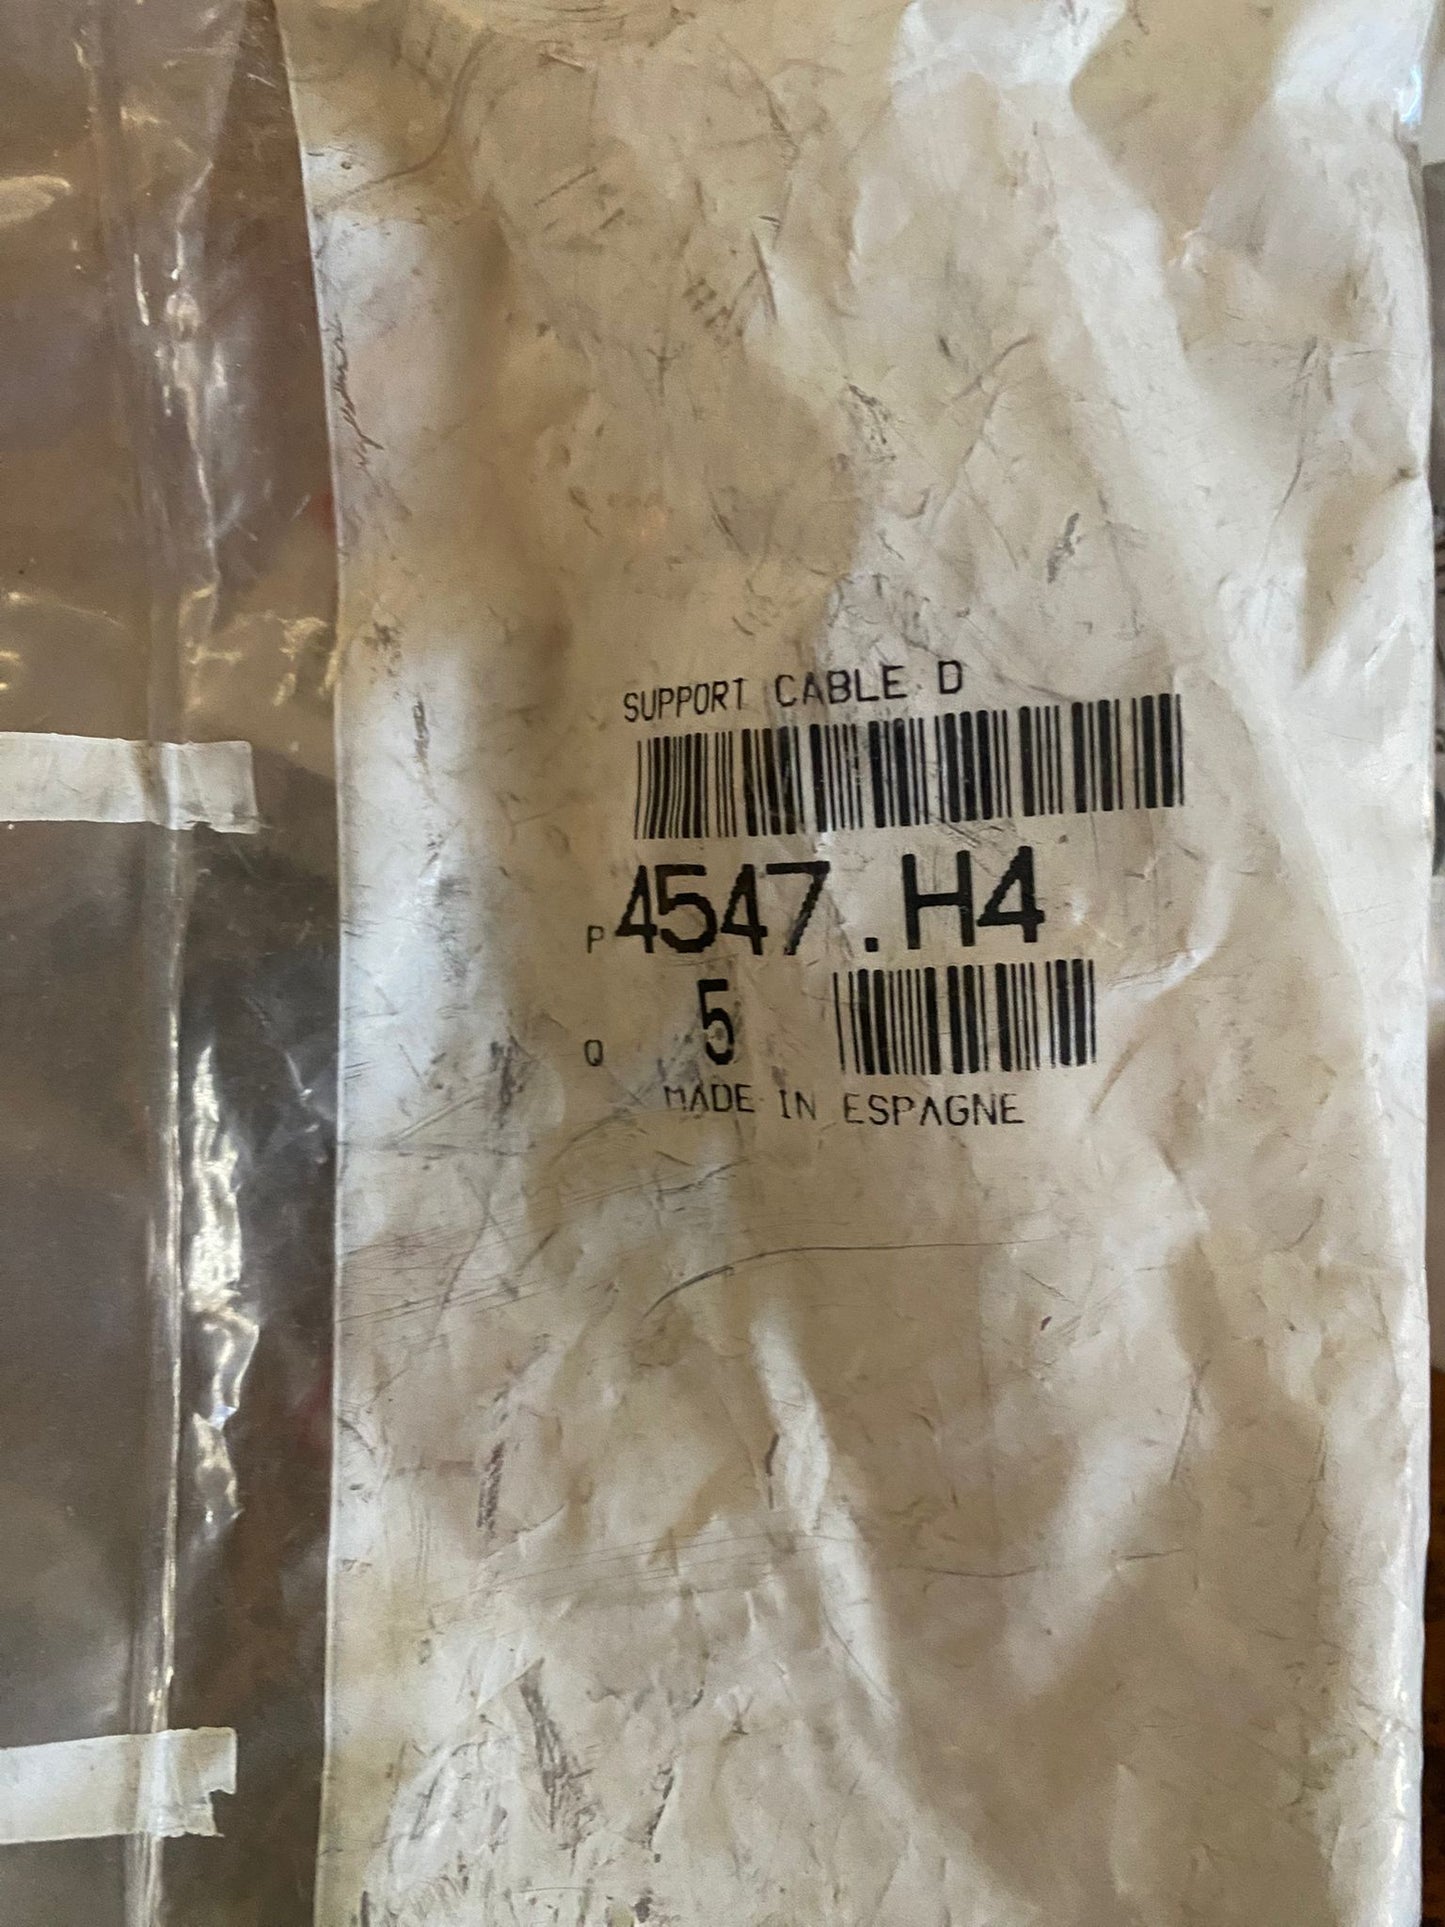 SUPPORT CABLE D
P 4547.H4
Q 5
MADE IN ESPAGNE